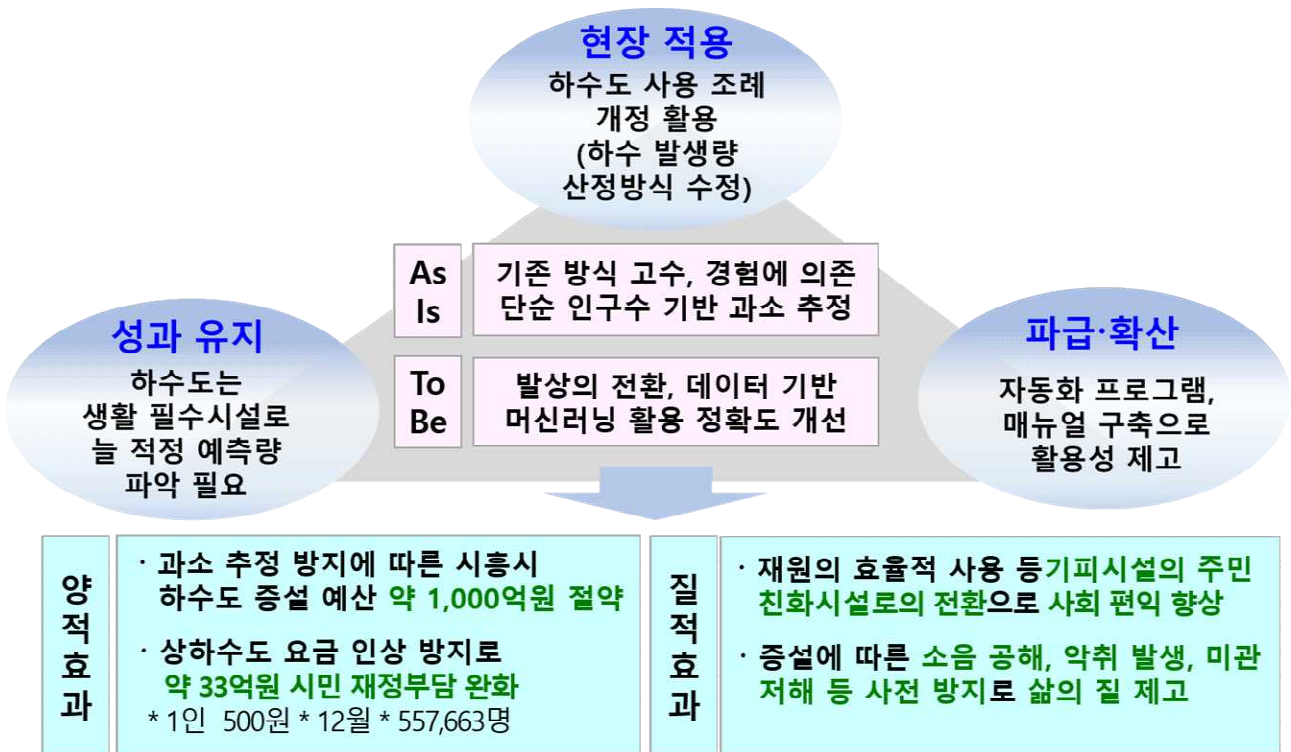 현장 적용
하수도 사용 조례
개정 활용
(하수 발생량
산정방식 수정)
As
Is
기존 방식 고수, 경험에 의존
단순 인구수 기반 과소 추정
성과 유지
하수도는
생활 필수시설로
늘 적정 예측량
파악 필요
To
Be
발상의 전환, 데이터 기반
머신러닝 활용 정확도 개선
파급·확산
자동화 프로그램,
매뉴얼 구축으로
활용성 제고
양
적
효
과
· 과소 추정 방지에 따른 시흥시
하수도 증설 예산 약 1,000억원 절약
· 상하수도 요금 인상 방지로
약 33억원 시민 재정부담 완화
* 1인 500원 * 12월 * 557,663명
질
적
효
과
· 재원의 효율적 사용 등기피시설의 주민
친화시설로의 전환으로 사회 편익 향상
· 증설에 따른 소음 공해, 악취 발생, 미관
저해 등 사전 방지로 삶의 질 제고